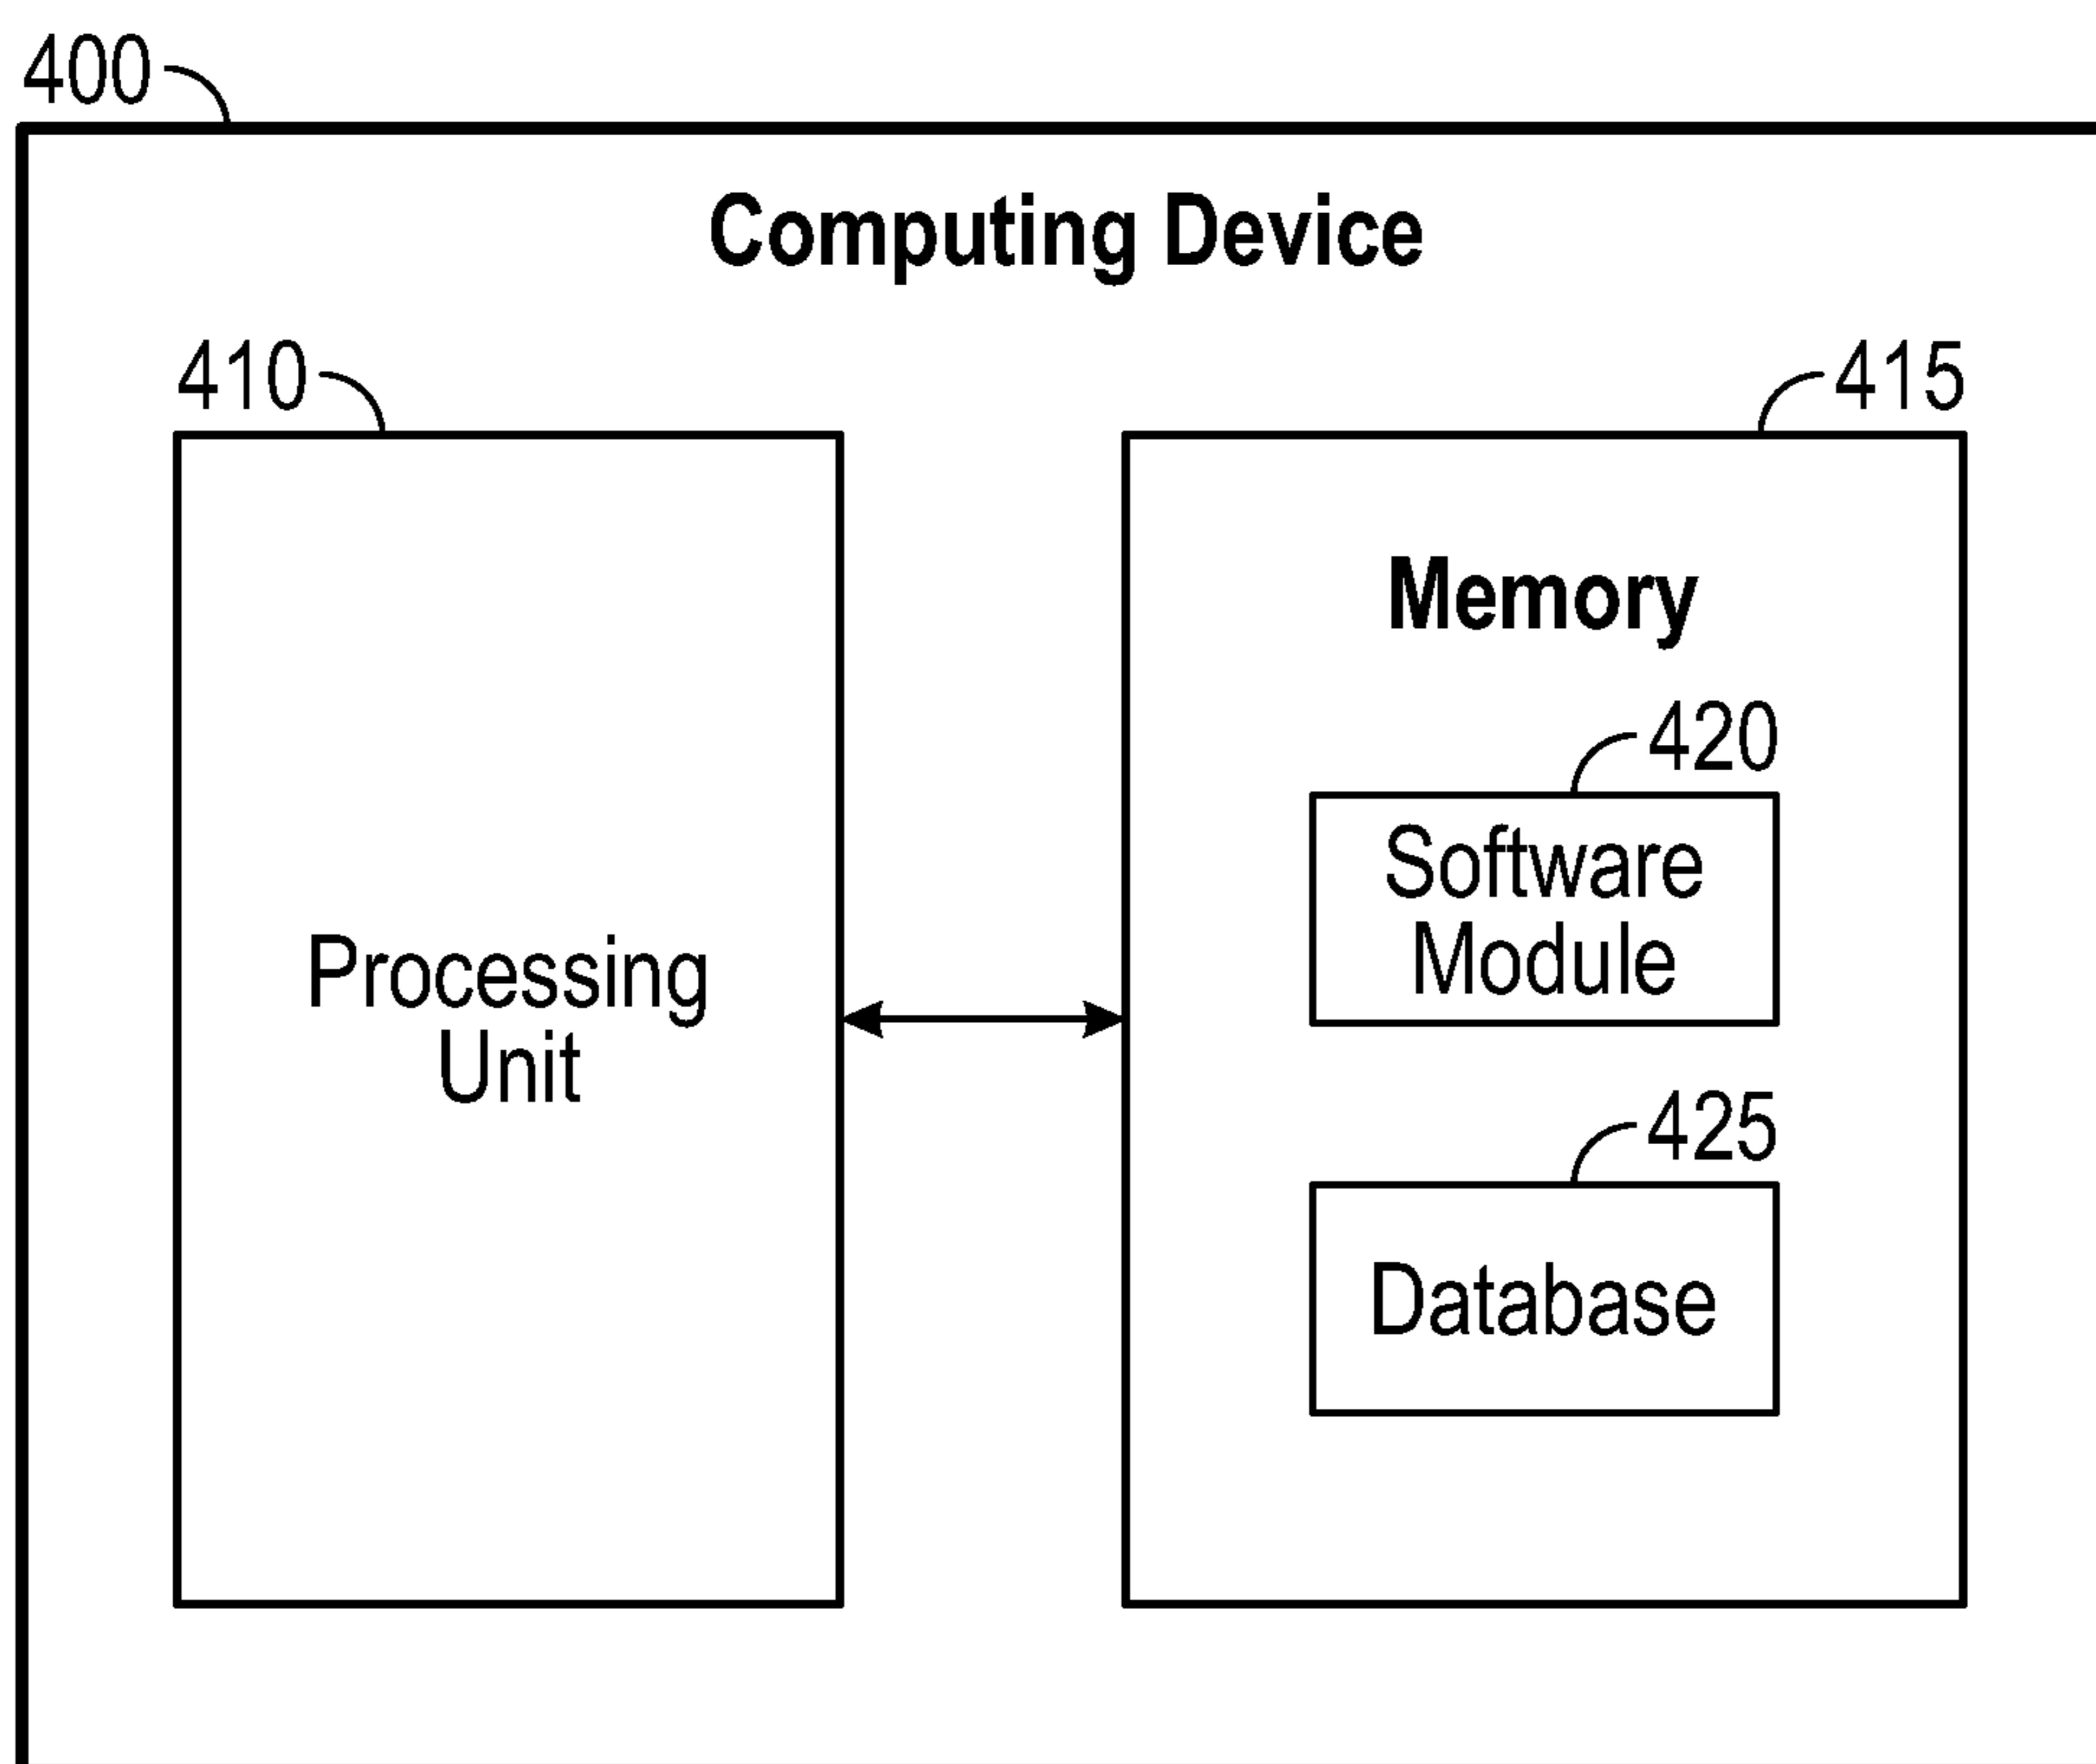 400
Computing Device
410
415
Memory
420
Software
Module
Processing
Unit
425
Database